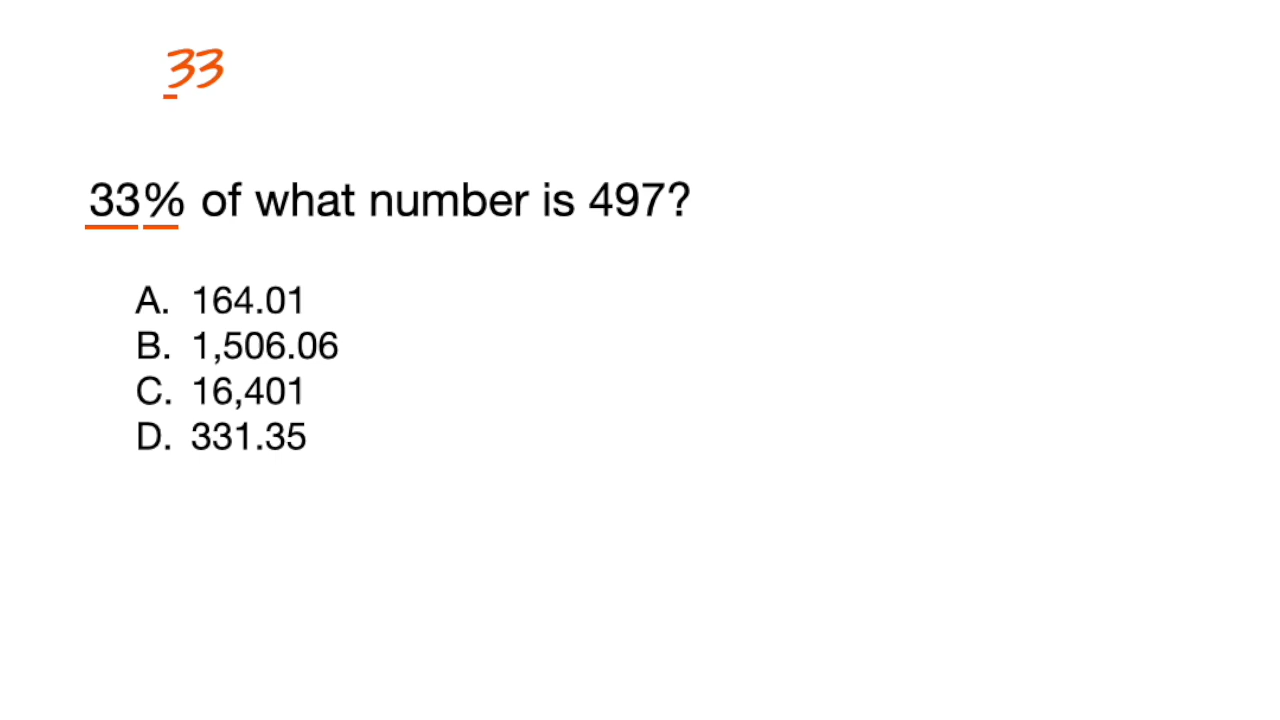 33
33% of what number is 497?
A. 164.01
B. 1,506.06
C. 16,401
D. 331.35